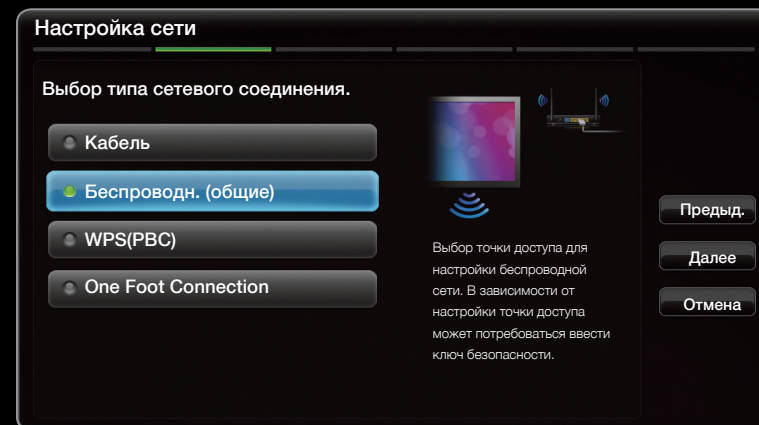 Настройка сети
Выбор типа сетевого соединения.
Кабель
Беспроводн. (общие)
WPS(PBC)
One Foot Connection
Выбор точки доступа для
настройки беспроводной
сети. В зависимости от
настройки точки доступа
может потребоваться ввести
ключ безопасности.
Предыд.
Далее
Отмена